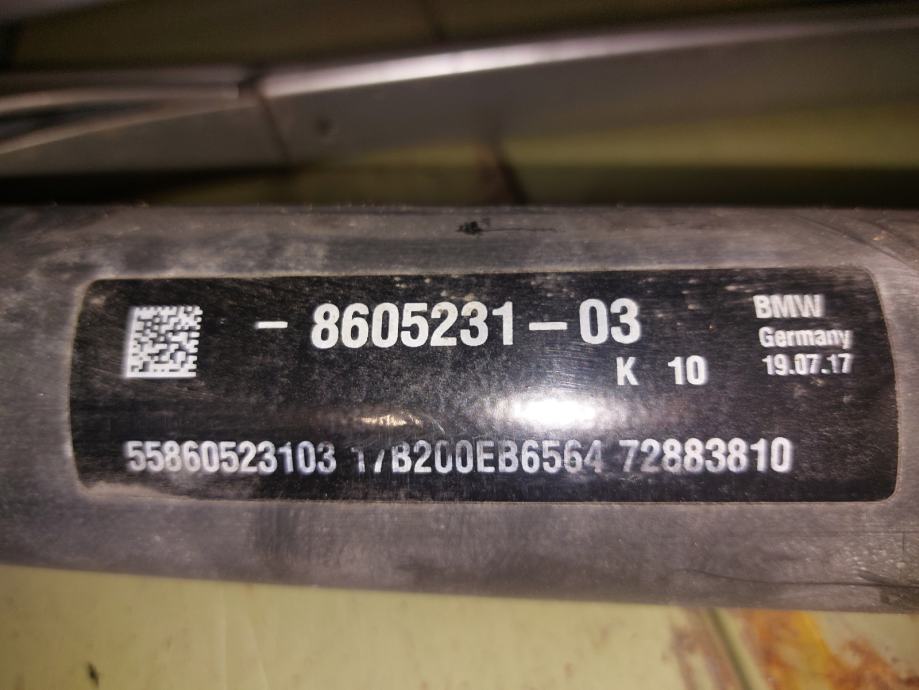 - 8605231-03
BMW
Germany
K 10
19.07.17
55860523103 17B200EB6564 72883810